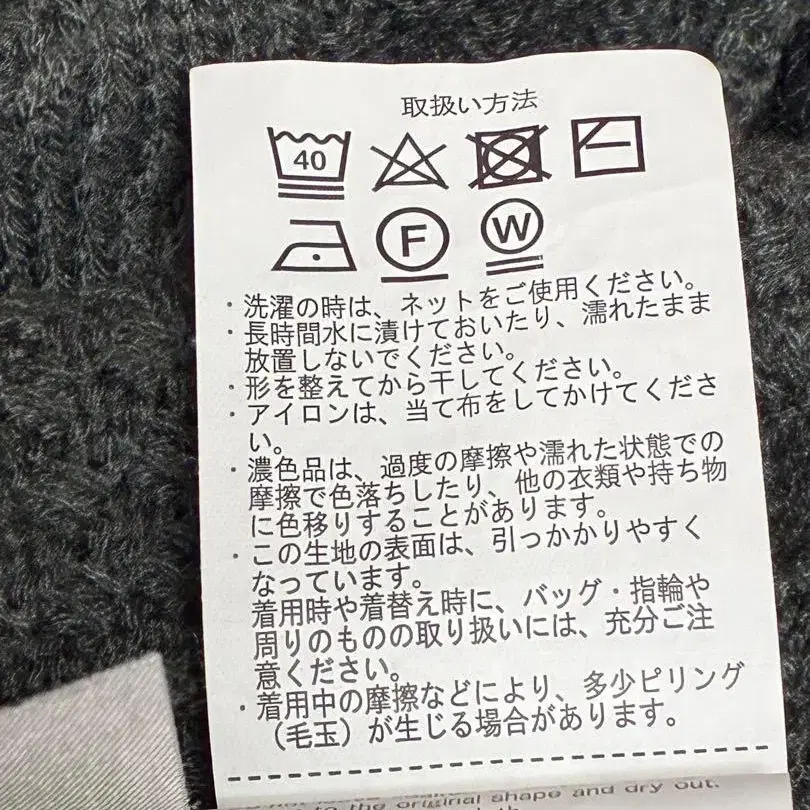 取扱い方法
40
F W
・洗濯の時は、ネットをご使用ください。
・長時間水に漬けておいたり、濡れたまま
放置しないでください。
・形を整えてから干してください。
・アイロンは、当て布をしてかけてくださ
い。
・濃色品は、過度の摩擦や濡れた状態での
摩擦で色落ちしたり、他の衣類や持ち物
に色移りすることがあります。
・この生地の表面は、引っかかりやすく
なっています。
着用時や着替え時に、バッグ・指輪や
周りのものの取り扱いには、充分ご注
意ください。
・着用中の摩擦などにより、多少ピリング
（毛玉）が生じる場合があります。
to the original shape and dry out.